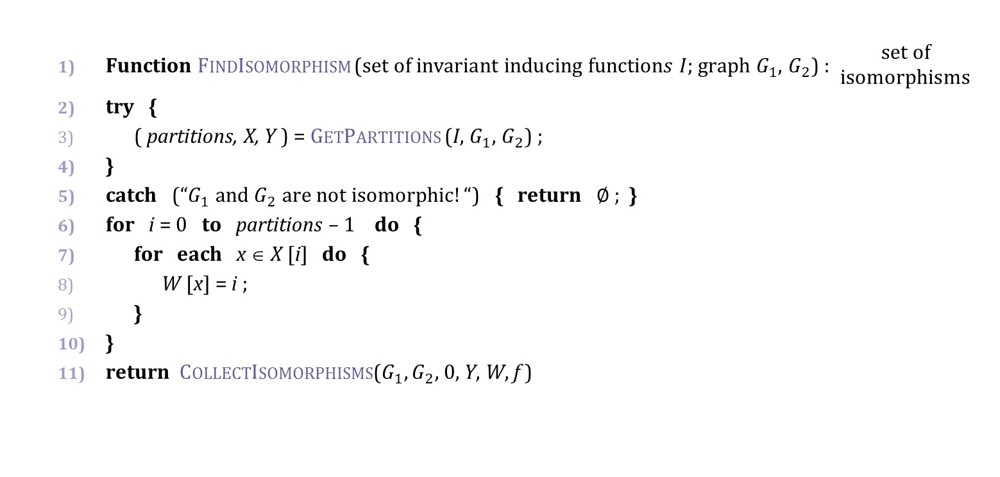 1) Function FINDISOMORPHISM (set of invariant inducing functions I; graph G₁, G₂) : set of isomorphisms
2) try {
3) ( partitions, X, Y ) = GETPARTITIONS (I, G₁, G₂) ;
4) }
5) catch (“G₁ and G₂ are not isomorphic! “) { return ∅ ; }
6) for i = 0 to partitions – 1 do {
7) for each x ∈ X [i] do {
8) W [x] = i ;
9) }
10) }
11) return COLLECTISOMORPHISMS(G₁, G₂, 0, Y, W, f)